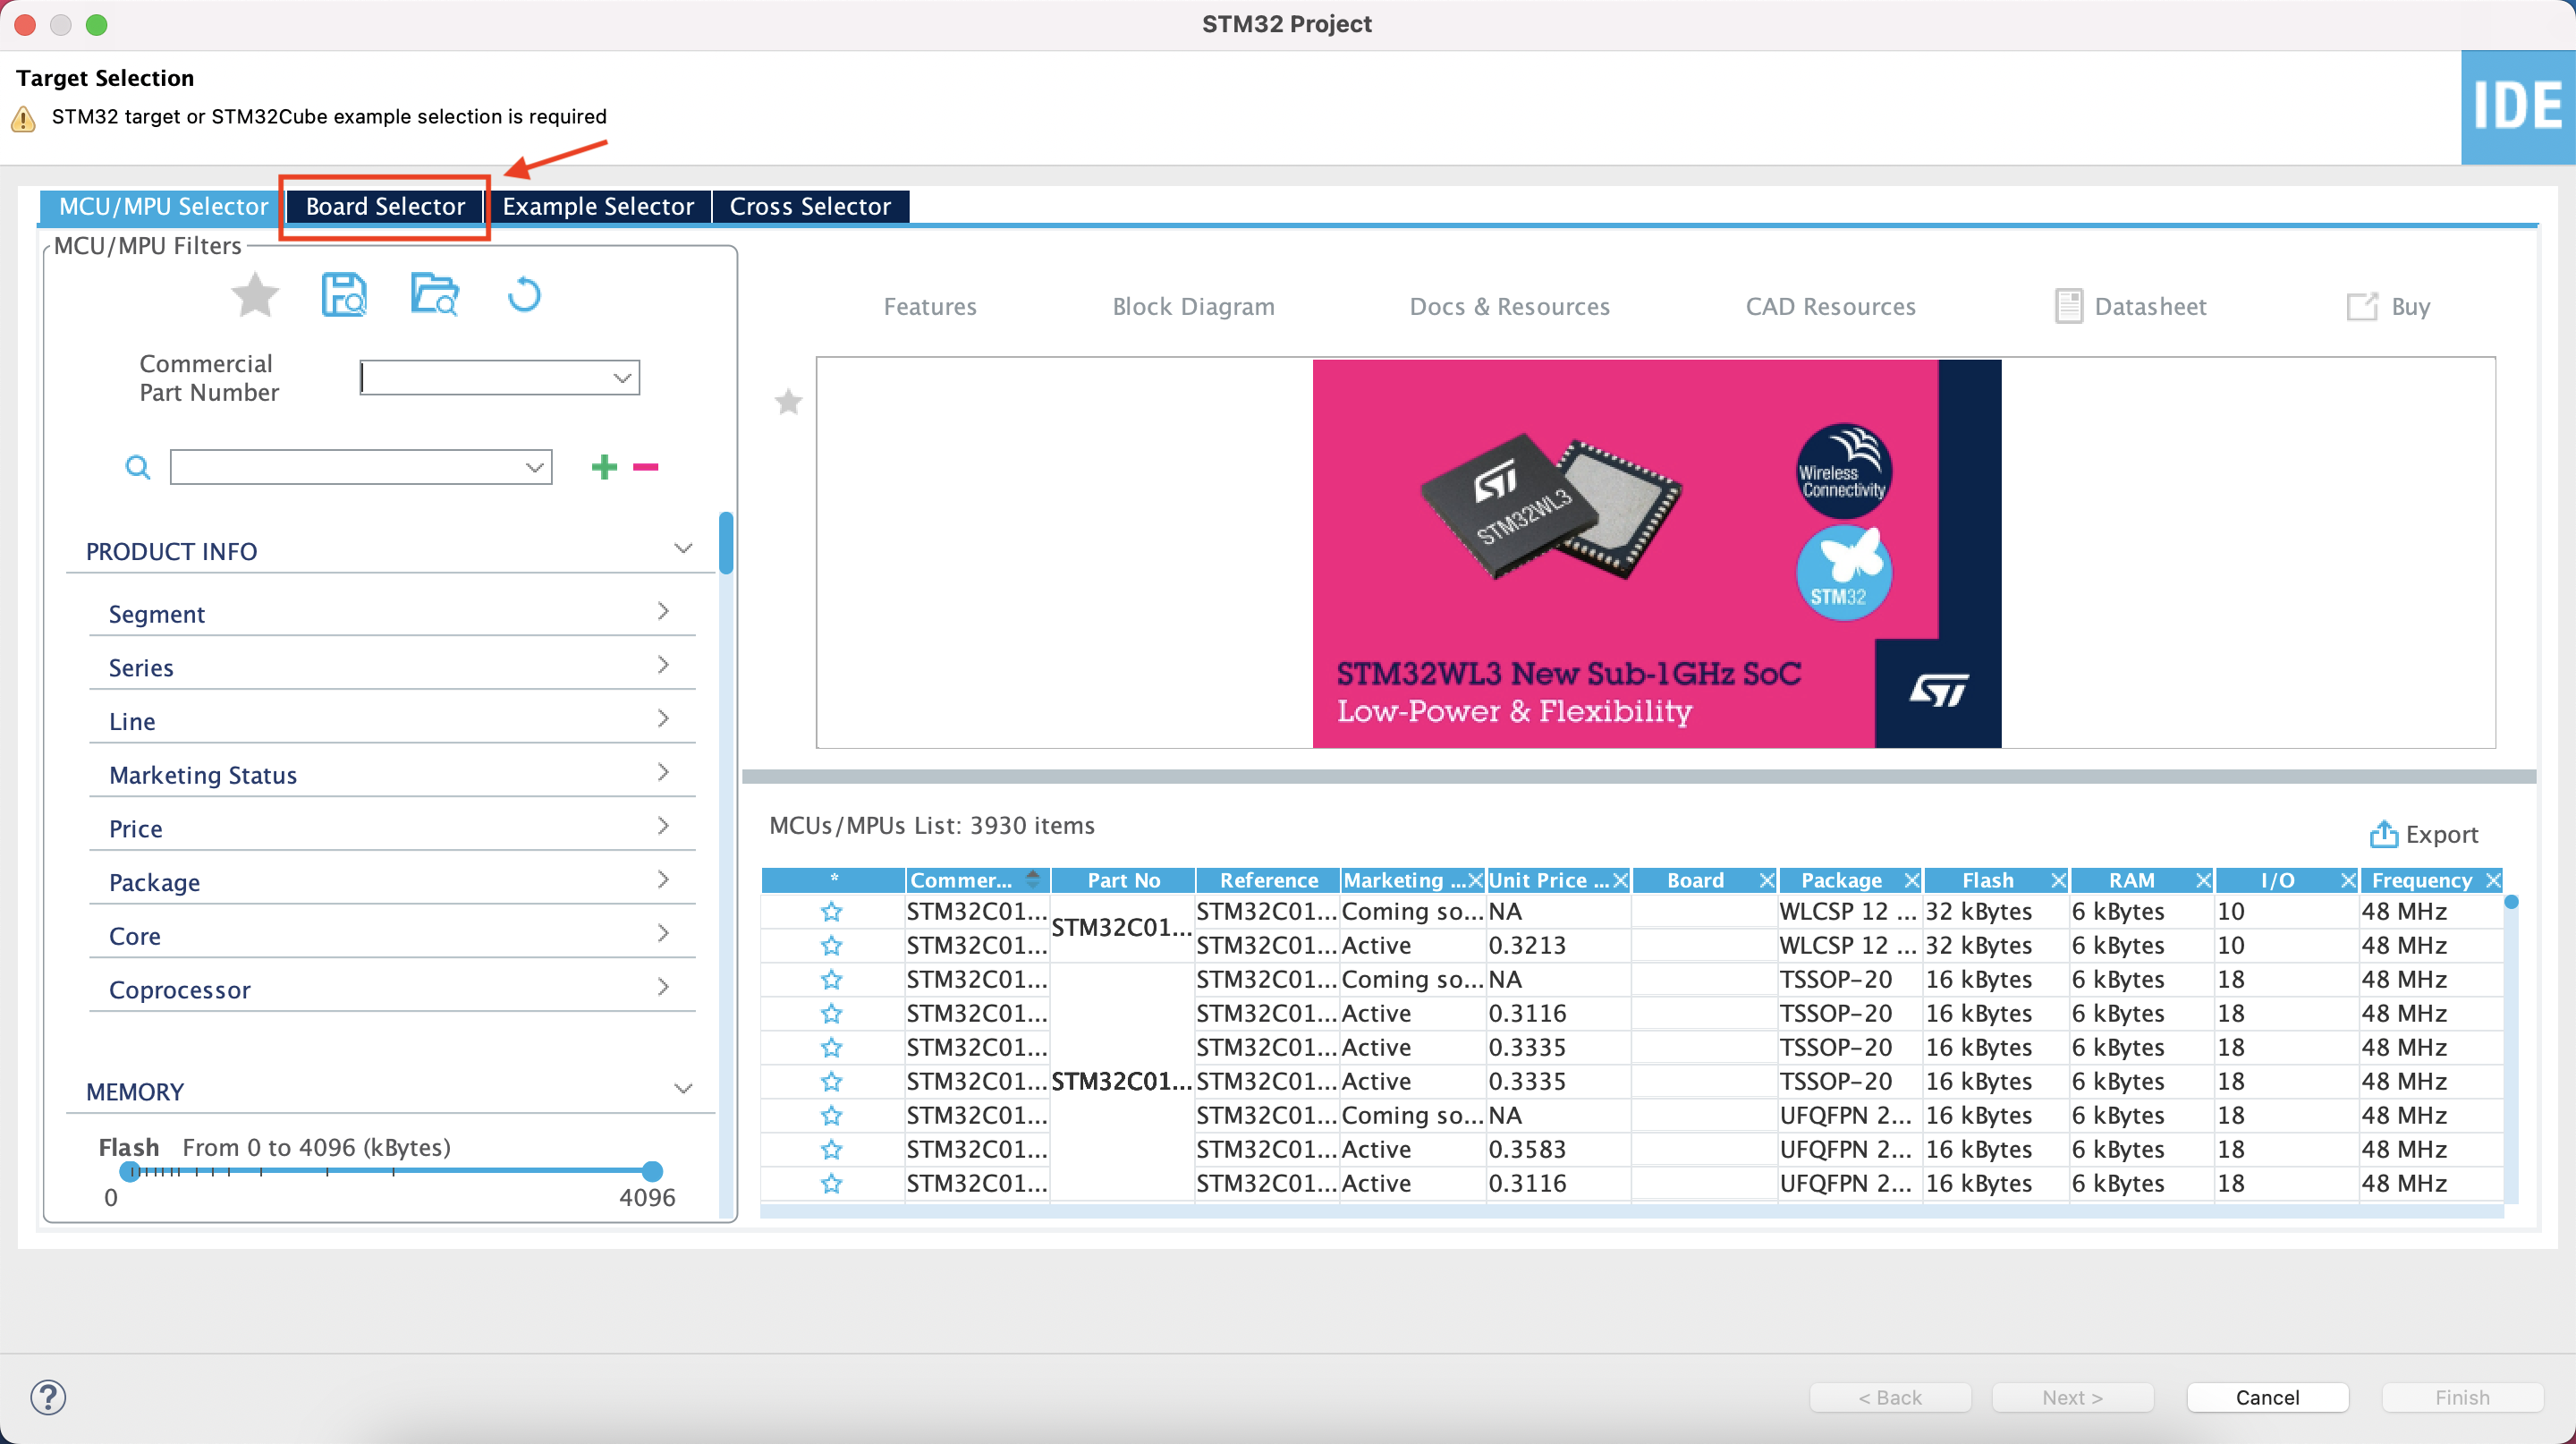 STM32 Project
Target Selection
STM32 target or STM32Cube example selection is required
IDE
MCU/MPU Selector Board Selector Example Selector Cross Selector
MCU/MPU Filters
Features Block Diagram Docs & Resources CAD Resources Datasheet Buy
Commercial
Part Number
PRODUCT INFO
Segment
Series
Line
Marketing Status
Price
Package
Core
Coprocessor
MEMORY
Flash From 0 to 4096 (kBytes)
0 4096
ST
STM32WL3
Wireless
Connectivity
STM32
STM32WL3 New Sub-1GHz SoC
Low-Power & Flexibility
ST
MCUs/MPUs List: 3930 items
Export
* Commer... Part No Reference Marketing ... Unit Price ... Board Package Flash RAM I/O Frequency
STM32C01... STM32C01... STM32C01... Coming so... NA WLCSP 12 ... 32 kBytes 6 kBytes 10 48 MHz
STM32C01... STM32C01... Active 0.3213 WLCSP 12 ... 32 kBytes 6 kBytes 10 48 MHz
STM32C01... STM32C01... Coming so... NA TSSOP-20 16 kBytes 6 kBytes 18 48 MHz
STM32C01... STM32C01... Active 0.3116 TSSOP-20 16 kBytes 6 kBytes 18 48 MHz
STM32C01... STM32C01... Active 0.3335 TSSOP-20 16 kBytes 6 kBytes 18 48 MHz
STM32C01... STM32C01... STM32C01... Active 0.3335 TSSOP-20 16 kBytes 6 kBytes 18 48 MHz
STM32C01... STM32C01... Coming so... NA UFQFPN 2... 16 kBytes 6 kBytes 18 48 MHz
STM32C01... STM32C01... Active 0.3583 UFQFPN 2... 16 kBytes 6 kBytes 18 48 MHz
STM32C01... STM32C01... Active 0.3116 UFQFPN 2... 16 kBytes 6 kBytes 18 48 MHz
? < Back Next > Cancel Finish